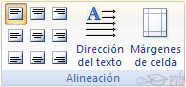 Dirección del texto
Márgenes de celda
Alineación